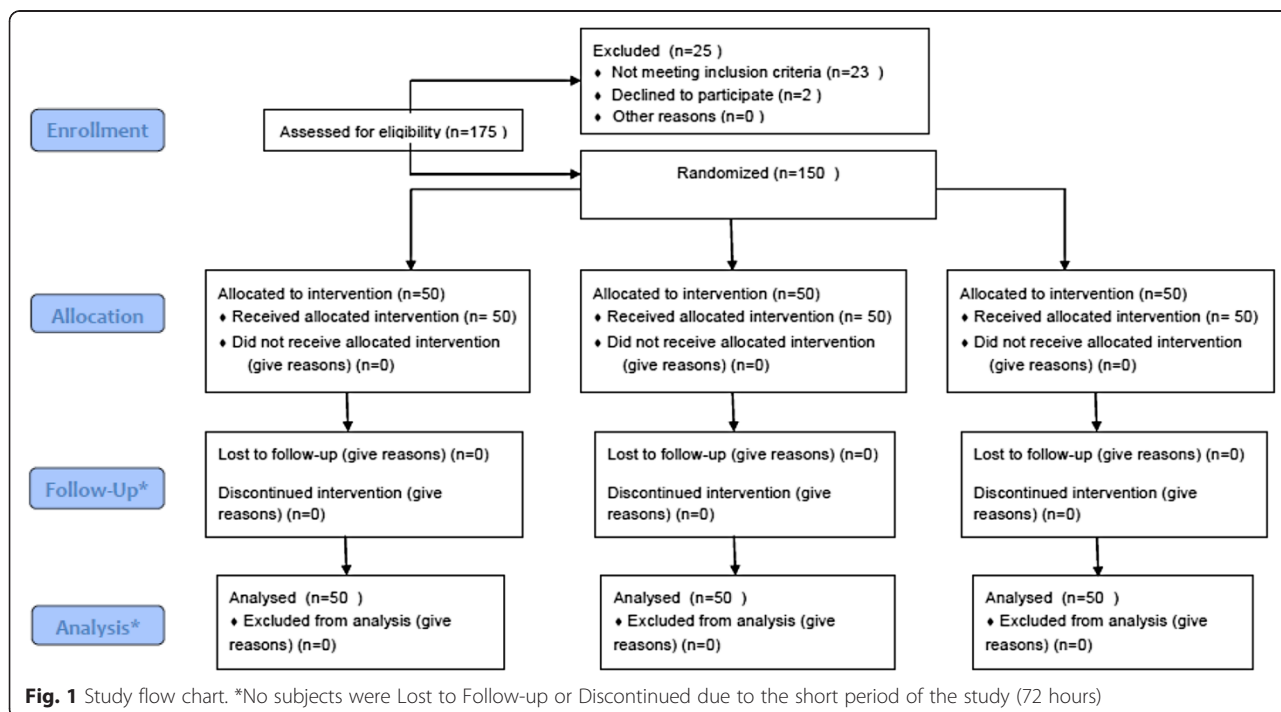 Excluded (n=25 )
♦ Not meeting inclusion criteria (n=23 )
♦ Declined to participate (n=2 )
♦ Other reasons (n=0 )
Enrollment
Assessed for eligibility (n=175 )
Randomized (n=150 )
Allocation
Allocated to intervention (n=50)
♦ Received allocated intervention (n= 50)
♦ Did not receive allocated intervention
(give reasons) (n=0)
Allocated to intervention (n=50)
♦ Received allocated intervention (n= 50)
♦ Did not receive allocated intervention
(give reasons) (n=0)
Allocated to intervention (n=50)
♦ Received allocated intervention (n= 50)
♦ Did not receive allocated intervention
(give reasons) (n=0)
Follow-Up*
Lost to follow-up (give reasons) (n=0)
Discontinued intervention (give
reasons) (n=0)
Lost to follow-up (give reasons) (n=0)
Discontinued intervention (give
reasons) (n=0)
Lost to follow-up (give reasons) (n=0)
Discontinued intervention (give
reasons) (n=0)
Analysis*
Analysed (n=50 )
♦ Excluded from analysis (give
reasons) (n=0)
Analysed (n=50 )
♦ Excluded from analysis (give
reasons) (n=0)
Analysed (n=50 )
♦ Excluded from analysis (give
reasons) (n=0)
Fig. 1 Study flow chart. *No subjects were Lost to Follow-up or Discontinued due to the short period of the study (72 hours)